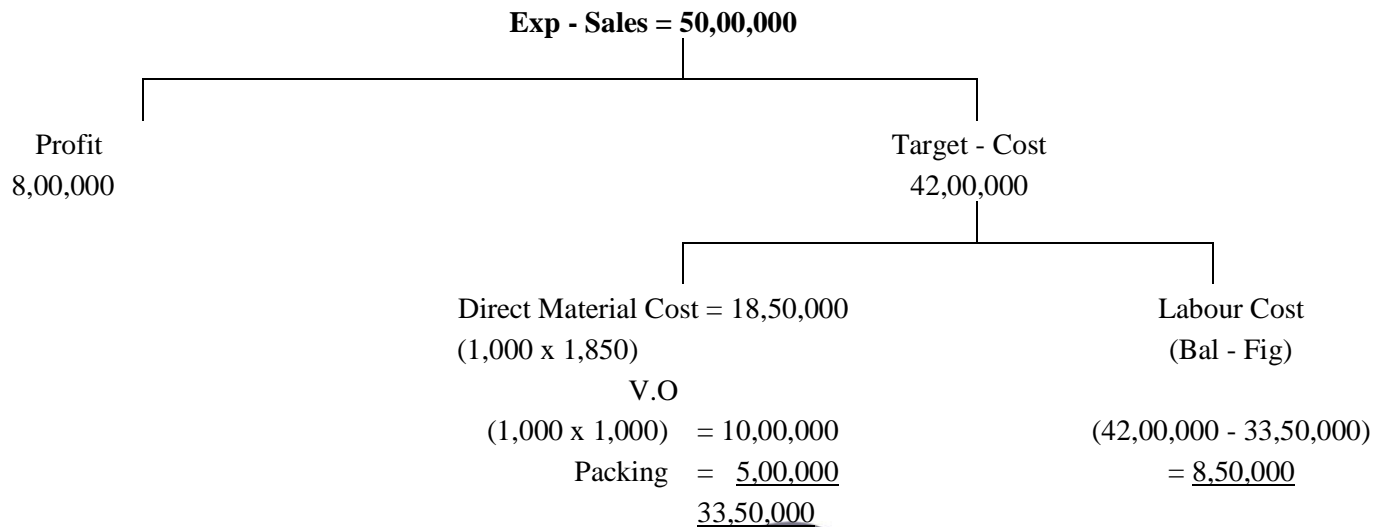 Exp - Sales = 50,00,000
Profit
8,00,000
Target - Cost
42,00,000
Direct Material Cost = 18,50,000
(1,000 x 1,850)
V.O
(1,000 x 1,000) = 10,00,000
Packing = 5,00,000
33,50,000
Labour Cost
(Bal - Fig)
(42,00,000 - 33,50,000)
= 8,50,000